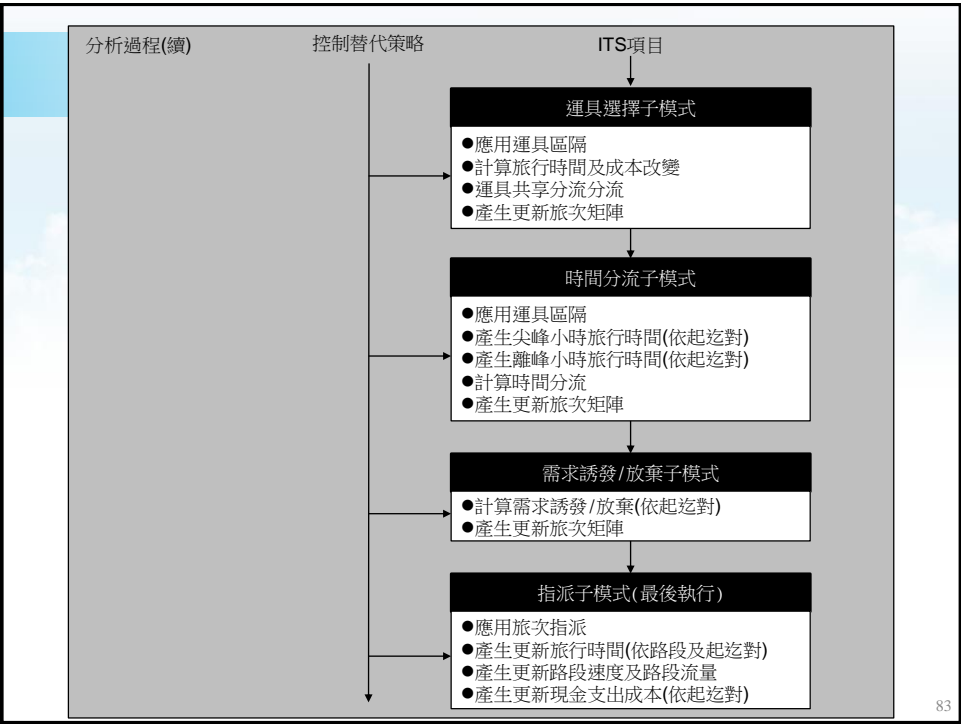 分析過程(續)
控制替代策略
ITS項目
運具選擇子模式
●應用運具區隔
●計算旅行時間及成本改變
●運具共享分流分流
●產生更新旅次矩陣
時間分流子模式
●應用運具區隔
●產生尖峰小時旅行時間(依起迄對)
●產生離峰小時旅行時間(依起迄對)
●計算時間分流
●產生更新旅次矩陣
需求誘發/放棄子模式
●計算需求誘發/放棄(依起迄對)
●產生更新旅次矩陣
指派子模式(最後執行)
●應用旅次指派
●產生更新旅行時間(依路段及起迄對)
●產生更新路段速度及路段流量
●產生更新現金支出成本(依起迄對)
83